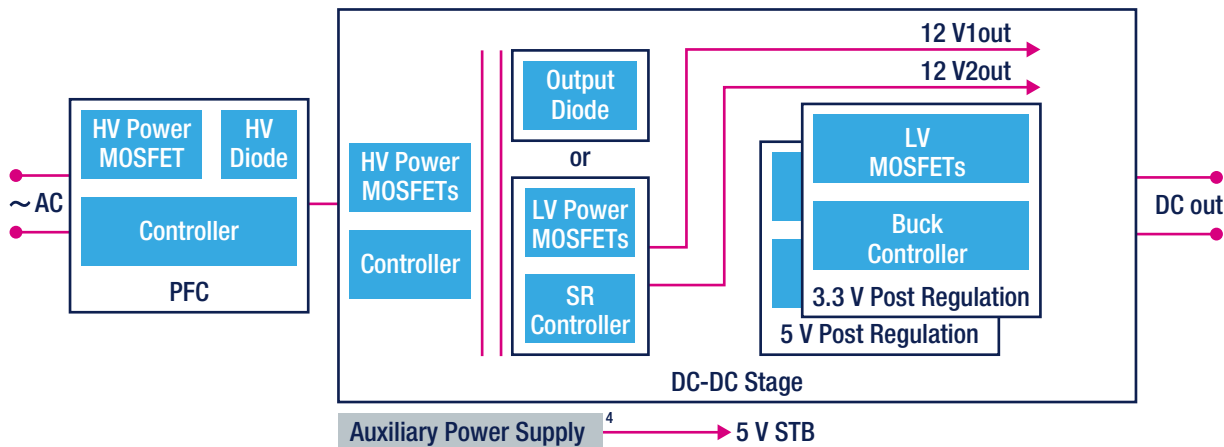 12 V1out
12 V2out
Output
Diode
or
HV Power
MOSFET
HV
Diode
Controller
PFC
~ AC
HV Power
MOSFETs
Controller
LV Power
MOSFETs
SR
Controller
LV
MOSFETs
Buck
Controller
3.3 V Post Regulation
5 V Post Regulation
DC out
DC-DC Stage
Auxiliary Power Supply 4
5 V STB